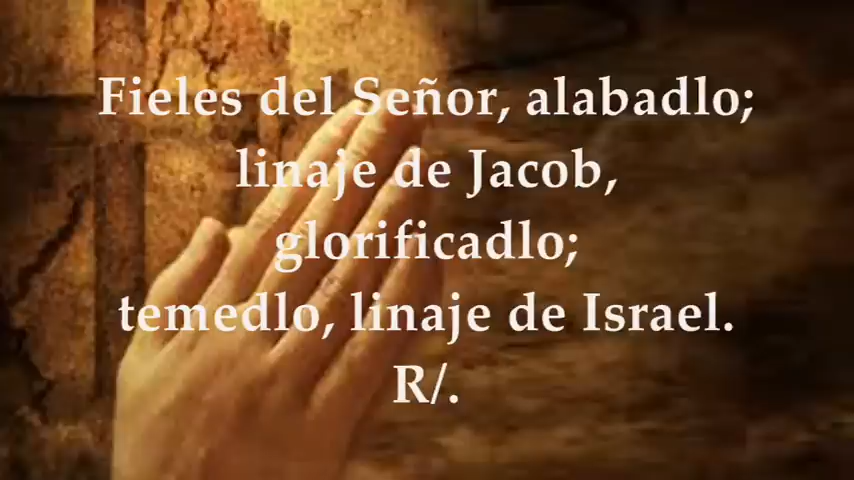 Fieles del Señor, alabadlo;
linaje de Jacob,
glorificadlo;
temedlo, linaje de Israel.
R/.